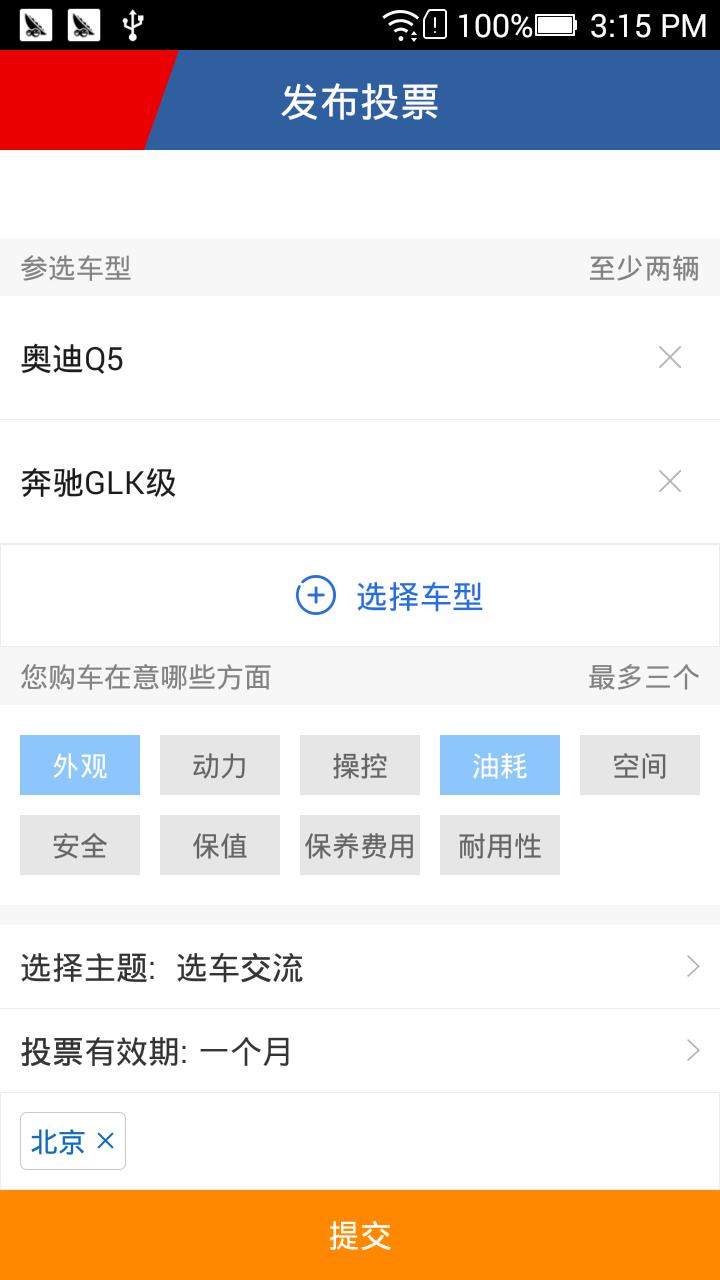 100% 3:15 PM
发布投票
参选车型 至少两辆
奥迪Q5
奔驰GLK级
选择车型
您购车在意哪些方面 最多三个
外观 动力 操控 油耗 空间
安全 保值 保养费用 耐用性
选择主题: 选车交流
投票有效期: 一个月
北京
提交